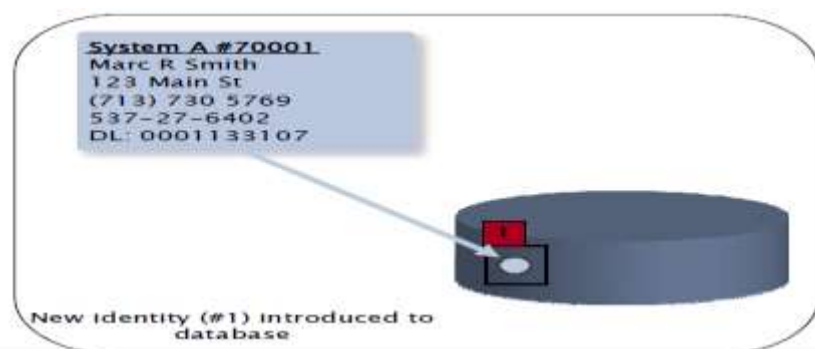 System A #70001
Marc R Smith
123 Main St
(713) 730 5769
537-27-6402
DL: 0001133107
1
New identity (#1) introduced to
database